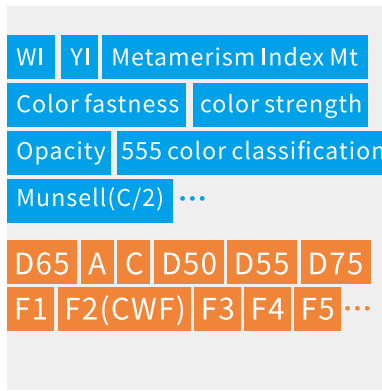 WI YI Metamerism Index Mt
Color fastness color strength
Opacity 555 color classification
Munsell(C/2) ···
D65 A C D50 D55 D75
F1 F2(CWF) F3 F4 F5 ···